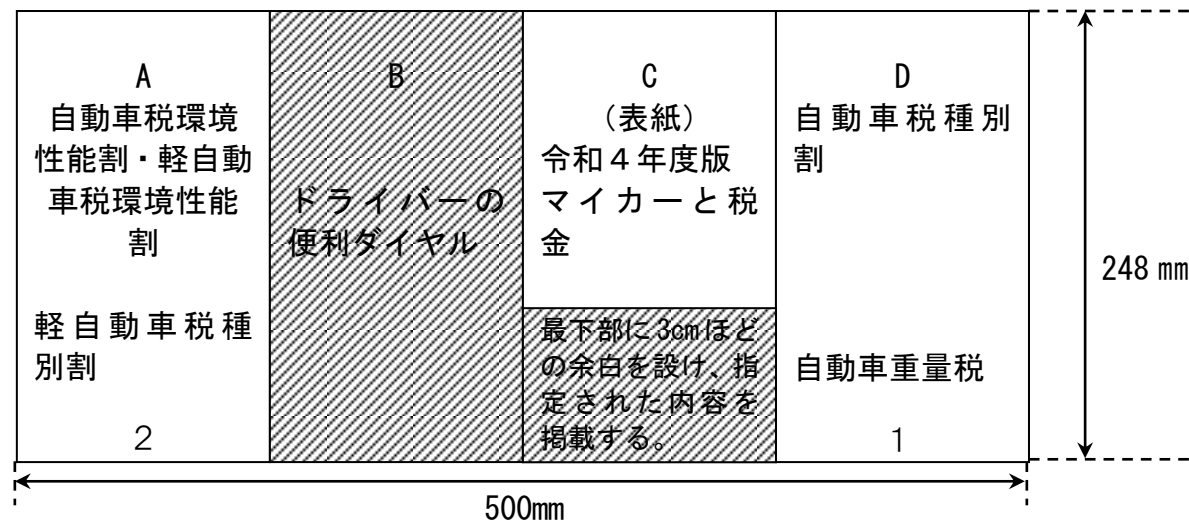 A
自動車税環境
性能割・軽自動
車税環境性能
割
軽自動車税種
別割
2
B
ドライバーの
便利ダイヤル
C
（表紙）
令和４年度版
マイカーと税
金
最下部に3cmほど
の余白を設け、指
定された内容を
掲載する。
D
自動車税種別
割
自動車重量税
1
248 mm
500mm